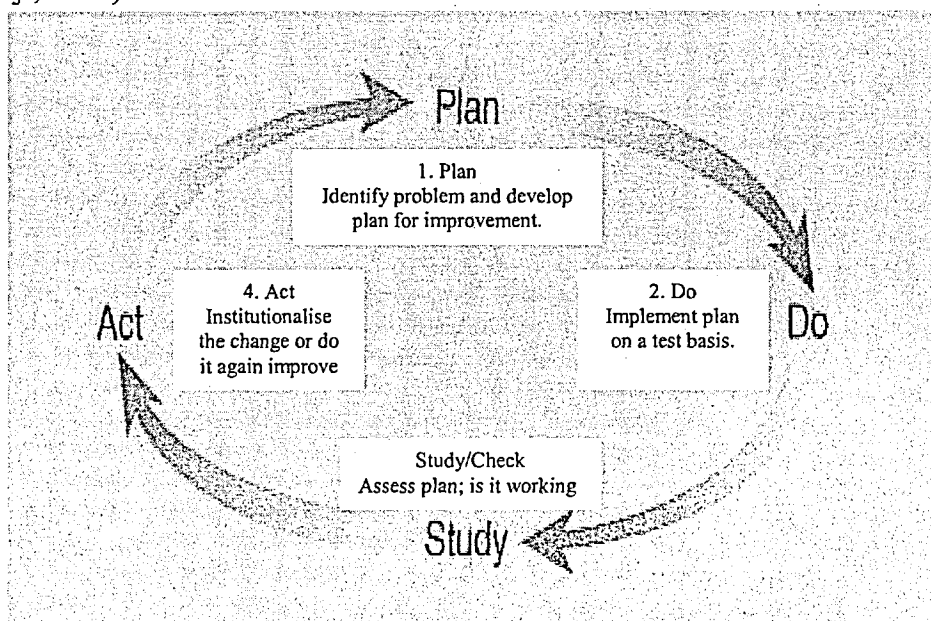 Plan
1. Plan
Identify problem and develop
plan for improvement.
4. Act
Institutionalise
the change or do
it again improve
Act
2. Do
Implement plan
on a test basis.
Do
Study/Check
Assess plan; is it working
Study